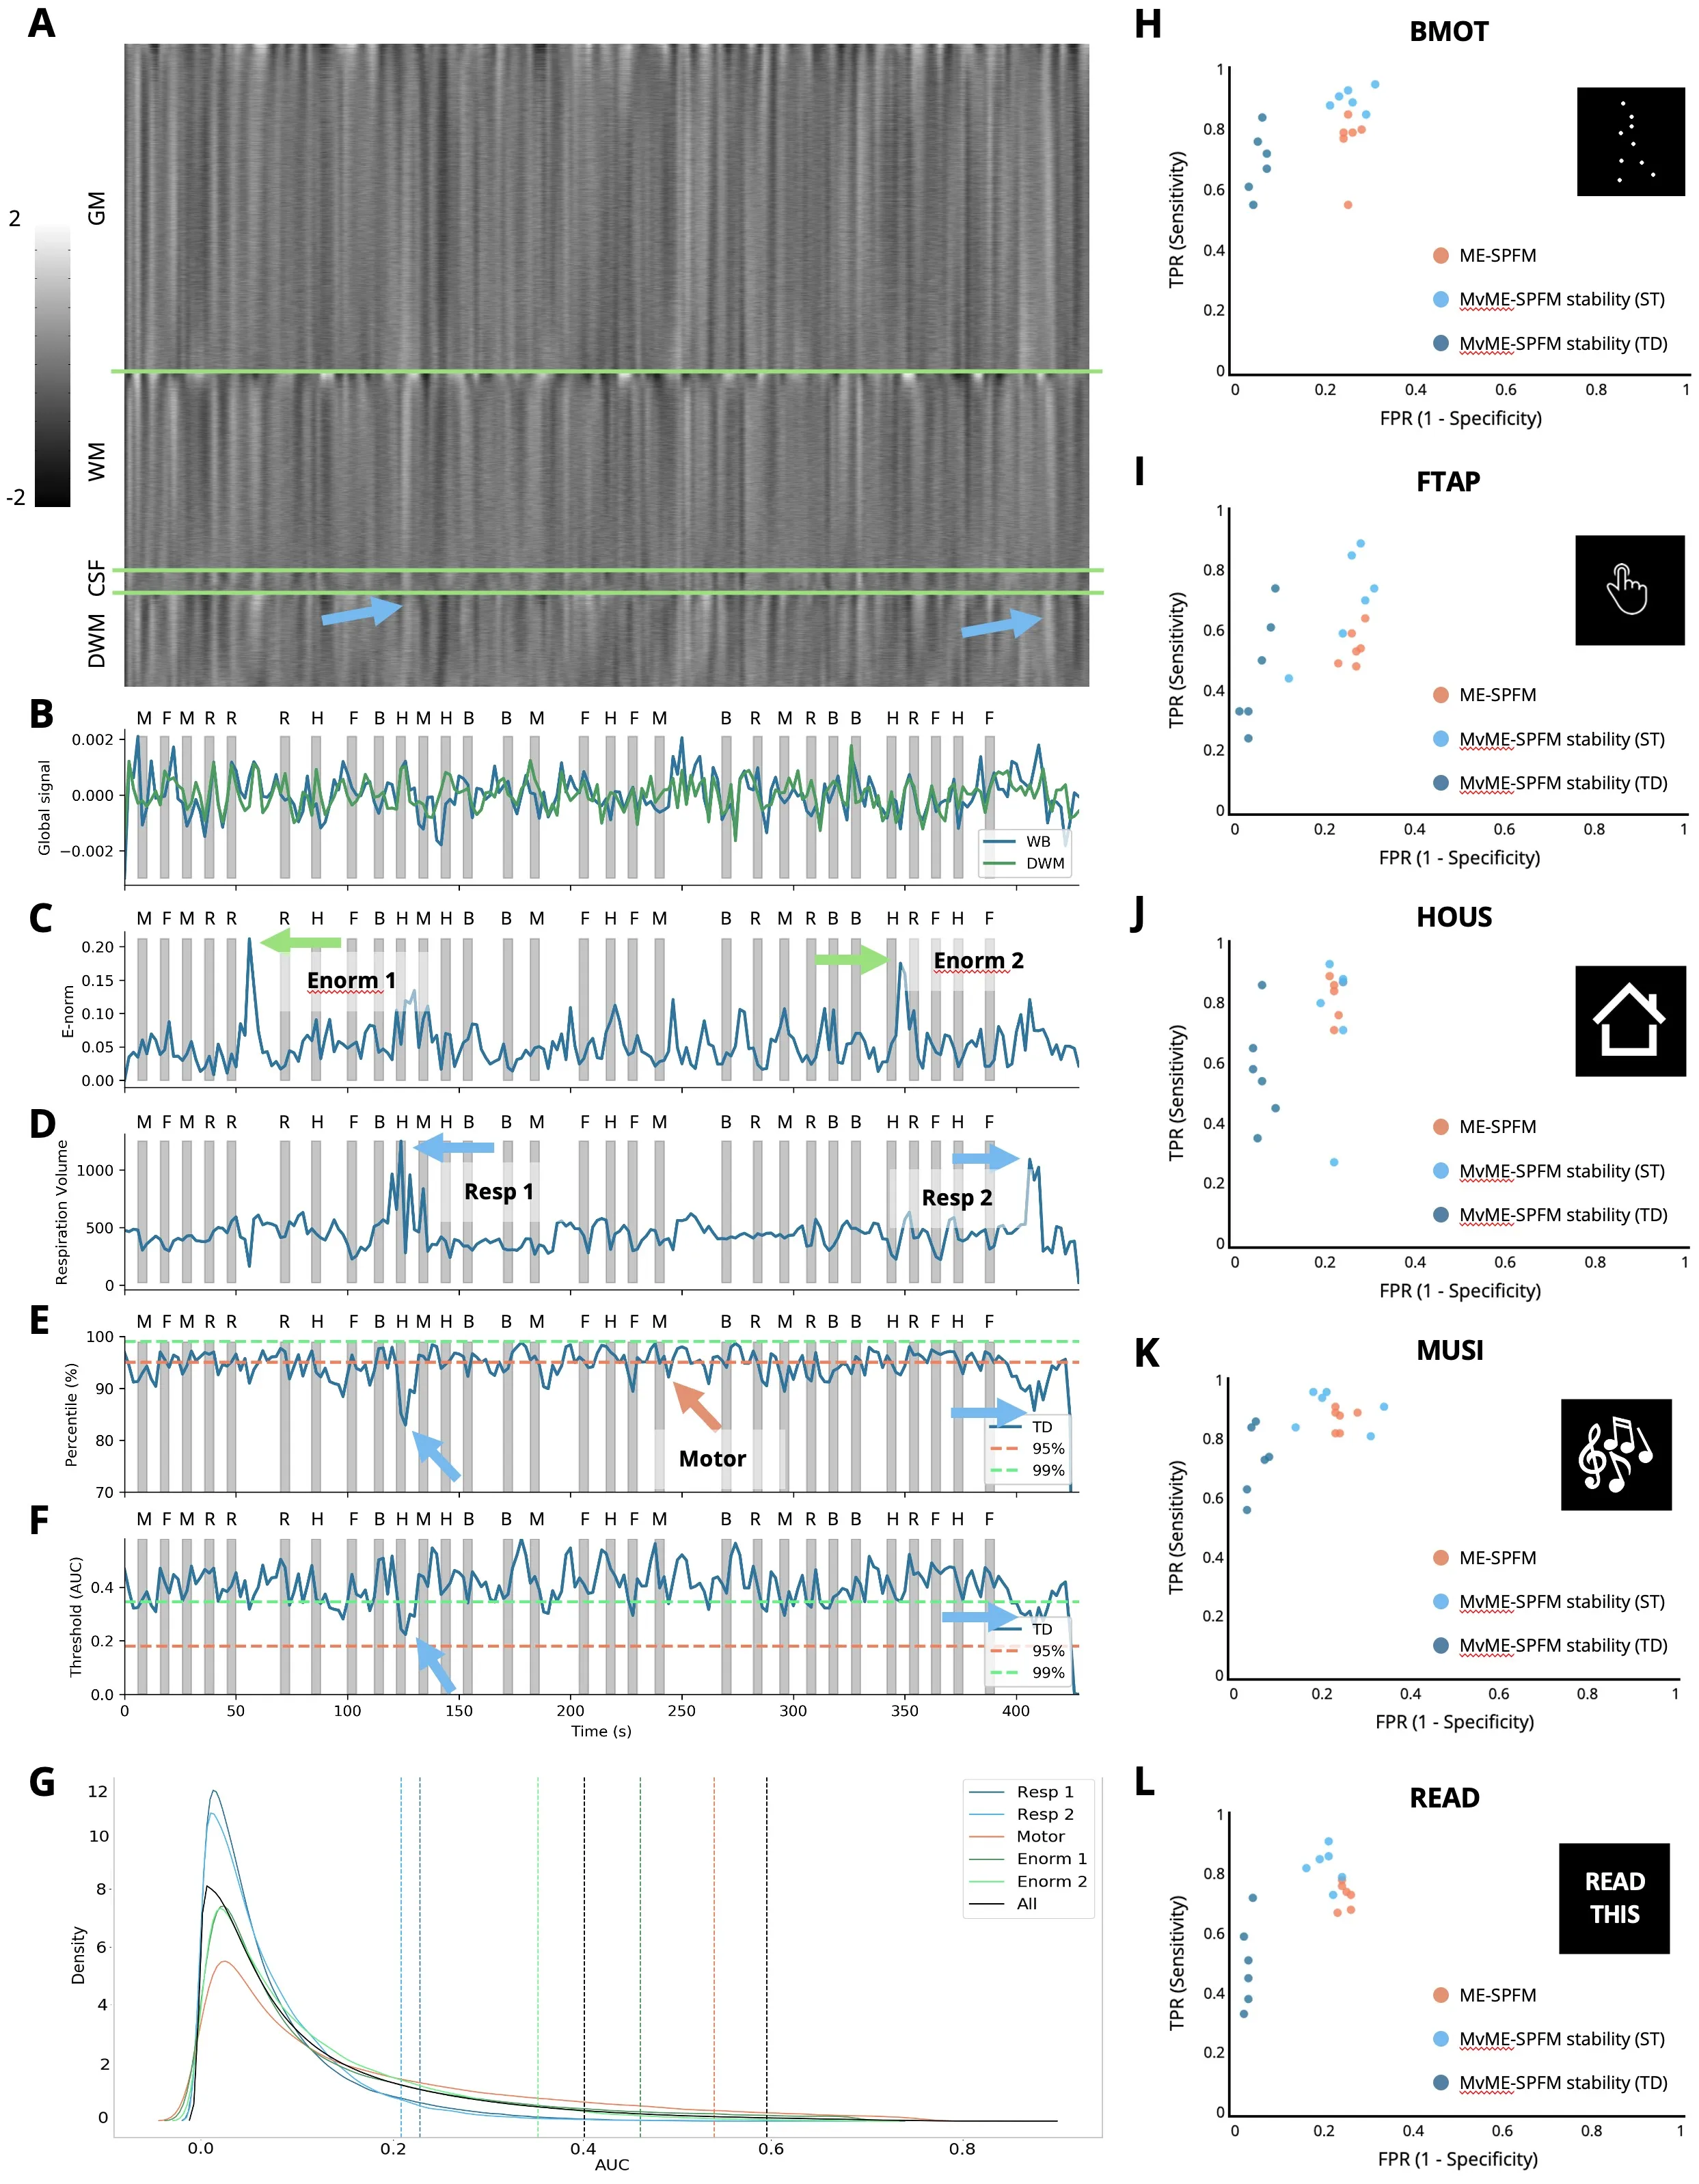 A
GM
WM
CSF
DWM
2
-2
B
M F M R R R H F B H M H B B M F H F M B R M R B B H R F H F
Global signal
0.002
0.000
−0.002
WB
DWM
C
M F M R R R H F B H M H B B M F H F M B R M R B B H R F H F
E-norm
0.20
0.15
0.10
0.05
0.00
Enorm 1
Enorm 2
D
M F M R R R H F B H M H B B M F H F M B R M R B B H R F H F
Respiration Volume
1000
500
0
Resp 1
Resp 2
E
M F M R R R H F B H M H B B M F H F M B R M R B B H R F H F
Percentile (%)
100
90
80
70
Motor
TD
95%
99%
F
M F M R R R H F B H M H B B M F H F M B R M R B B H R F H F
Threshold (AUC)
0.4
0.2
0.0
TD
95%
99%
0 50 100 150 200 250 300 350 400
Time (s)
G
Density
12
10
8
6
4
2
0
Resp 1
Resp 2
Motor
Enorm 1
Enorm 2
All
0.0 0.2 0.4 0.6 0.8
AUC
H
BMOT
TPR (Sensitivity)
1
0.8
0.6
0.4
0.2
0
ME-SPFM
MvME-SPFM stability (ST)
MvME-SPFM stability (TD)
0 0.2 0.4 0.6 0.8 1
FPR (1 - Specificity)
I
FTAP
TPR (Sensitivity)
1
0.8
0.6
0.4
0.2
0
ME-SPFM
MvME-SPFM stability (ST)
MvME-SPFM stability (TD)
0 0.2 0.4 0.6 0.8 1
FPR (1 - Specificity)
J
HOUS
TPR (Sensitivity)
1
0.8
0.6
0.4
0.2
0
ME-SPFM
MvME-SPFM stability (ST)
MvME-SPFM stability (TD)
0 0.2 0.4 0.6 0.8 1
FPR (1 - Specificity)
K
MUSI
TPR (Sensitivity)
1
0.8
0.6
0.4
0.2
0
ME-SPFM
MvME-SPFM stability (ST)
MvME-SPFM stability (TD)
0 0.2 0.4 0.6 0.8 1
FPR (1 - Specificity)
L
READ
TPR (Sensitivity)
1
0.8
0.6
0.4
0.2
0
READ
THIS
ME-SPFM
MvME-SPFM stability (ST)
MvME-SPFM stability (TD)
0 0.2 0.4 0.6 0.8 1
FPR (1 - Specificity)